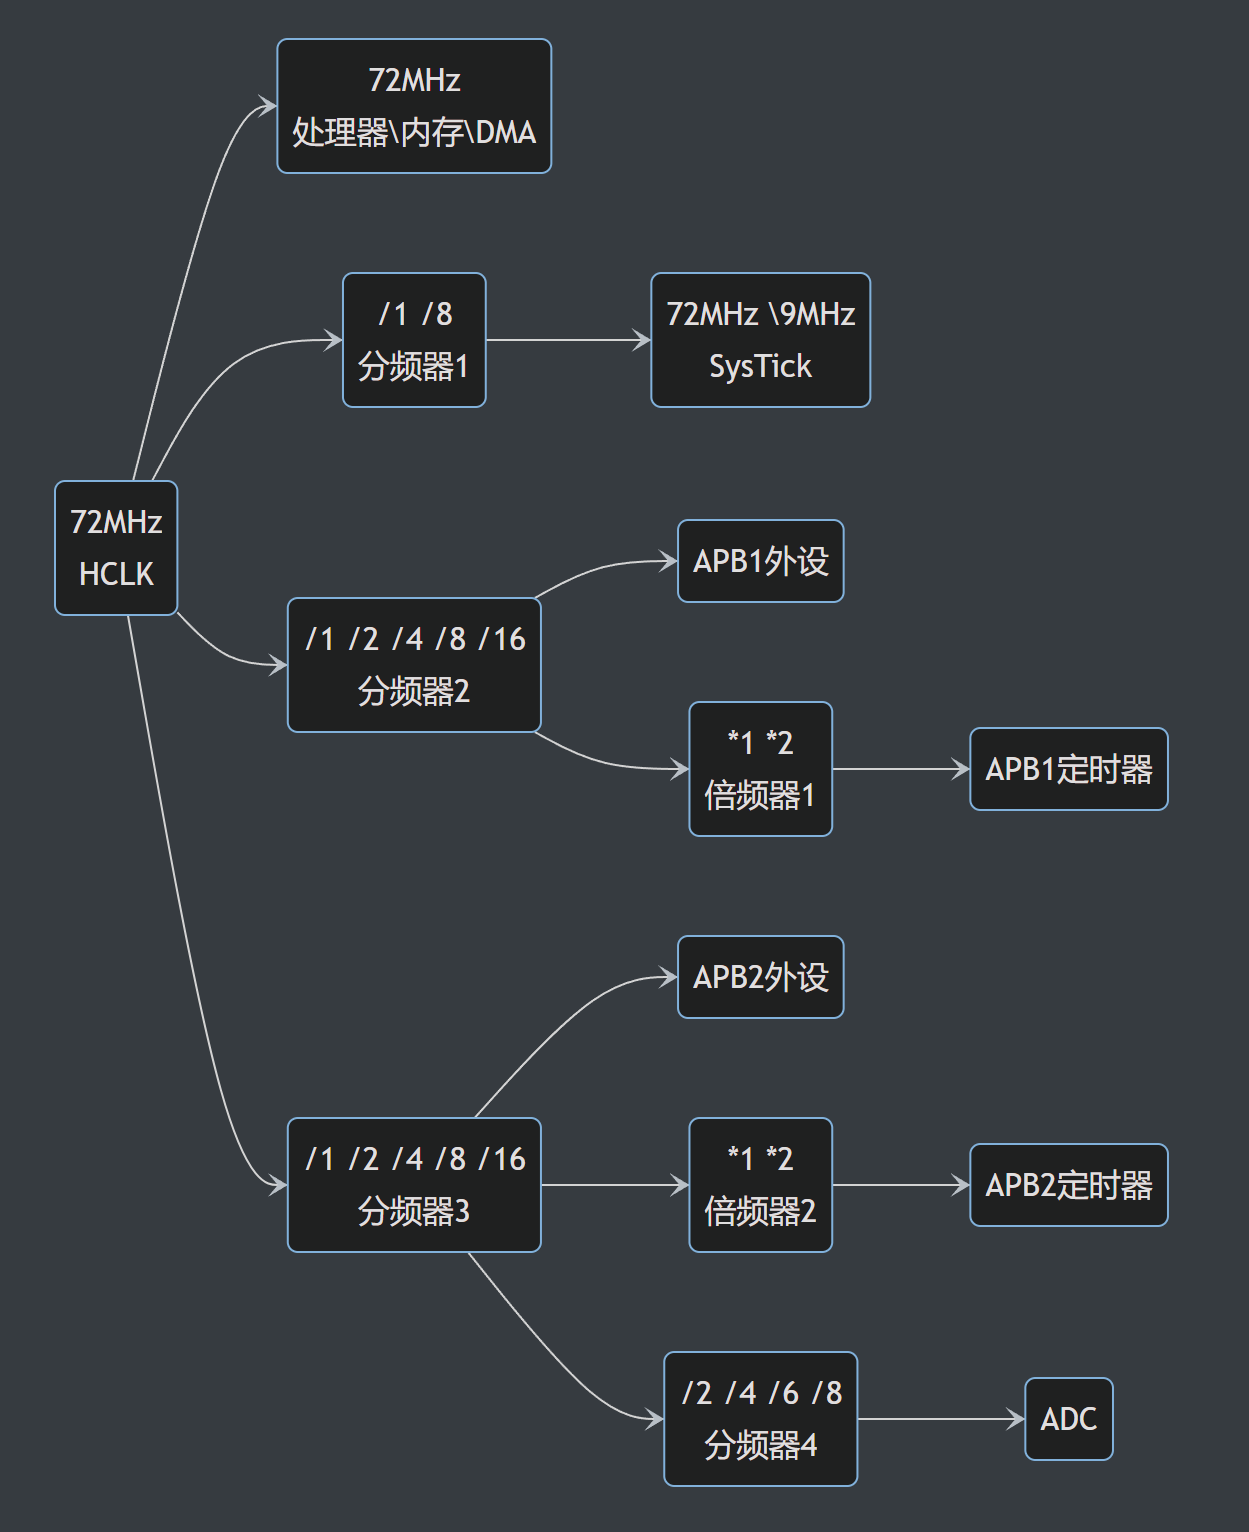 72MHz
处理器\内存\DMA
/1 /8
分频器1
72MHz \9MHz
SysTick
72MHz
HCLK
APB1外设
/1 /2 /4 /8 /16
分频器2
*1 *2
倍频器1
APB1定时器
APB2外设
/1 /2 /4 /8 /16
分频器3
*1 *2
倍频器2
APB2定时器
/2 /4 /6 /8
分频器4
ADC